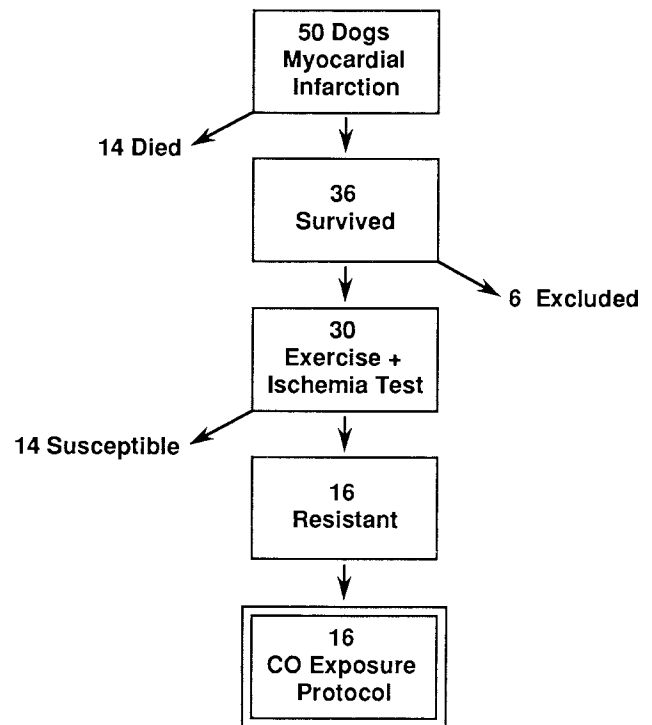 50 Dogs
Myocardial
Infarction
14 Died
36
Survived
6 Excluded
30
Exercise +
Ischemia Test
14 Susceptible
16
Resistant
16
CO Exposure
Protocol